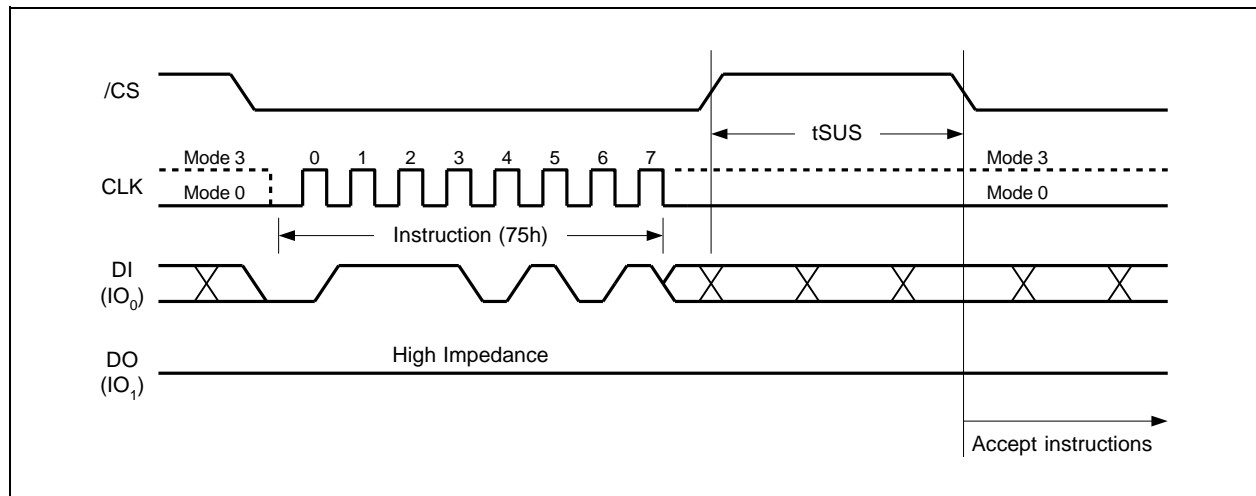 /CS
tSUS
Mode 3
0 1 2 3 4 5 6 7
Mode 3
CLK
Mode 0
Mode 0
Instruction (75h)
DI
(IO₀)
High Impedance
DO
(IO₁)
Accept instructions